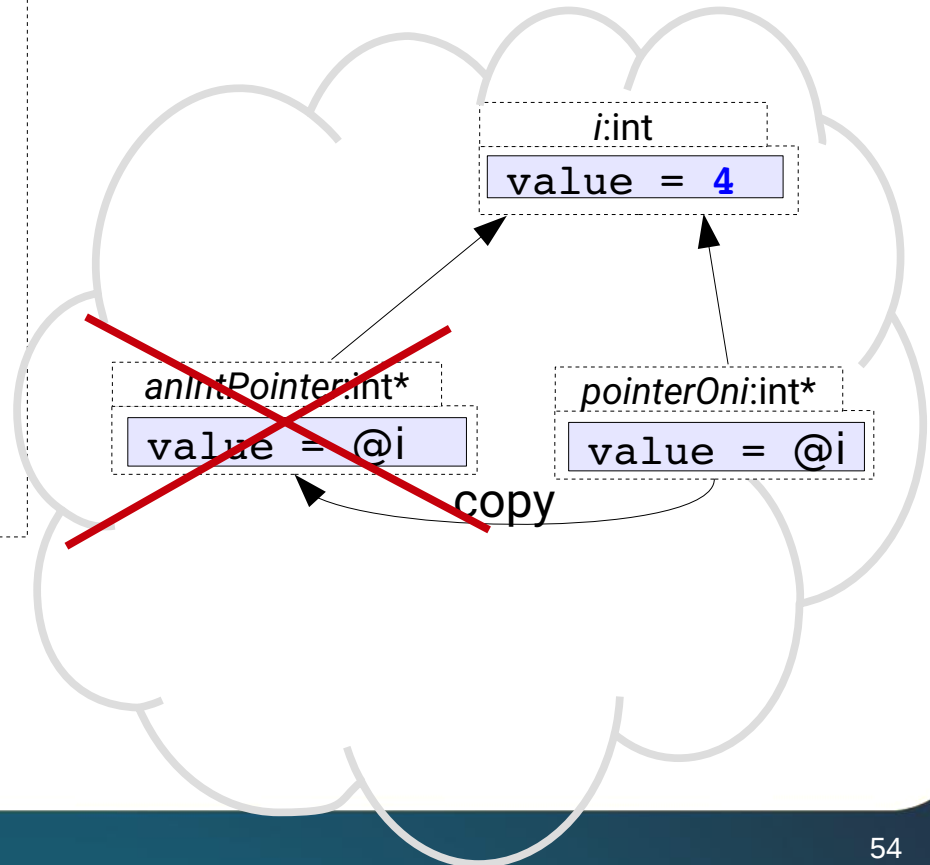 i:int
value = 4
anIntPointer:int*
value = @i
pointerOni:int*
value = @i
copy
54